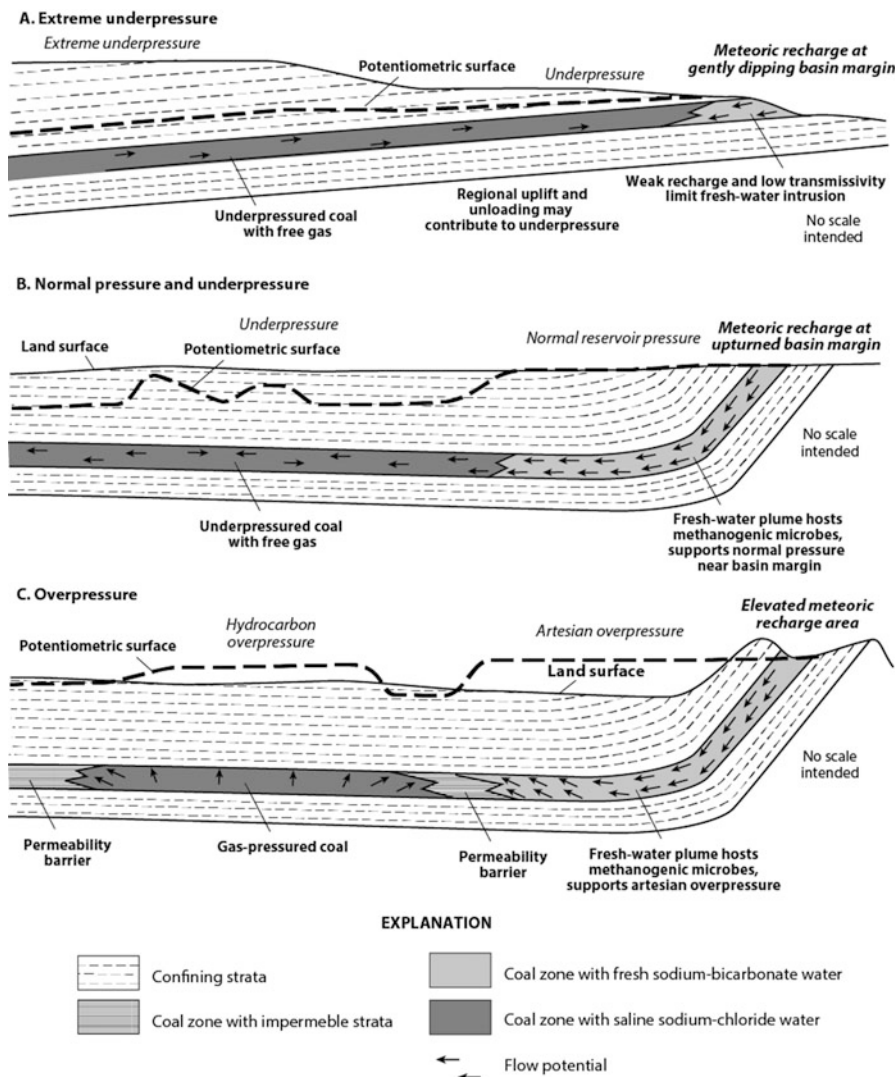 A. Extreme underpressure
Extreme underpressure
Potentiometric surface
Underpressure
Meteoric recharge at
gently dipping basin margin
Underpressured coal
with free gas
Regional uplift and
unloading may
contribute to underpressure
Weak recharge and low transmissivity
limit fresh-water intrusion
No scale
intended
B. Normal pressure and underpressure
Land surface
Underpressure
Potentiometric surface
Normal reservoir pressure
Meteoric recharge at
upturned basin margin
No scale
intended
Underpressured coal
with free gas
Fresh-water plume hosts
methanogenic microbes,
supports normal pressure
near basin margin
C. Overpressure
Potentiometric surface
Hydrocarbon
overpressure
Artesian overpressure
Land surface
Elevated meteoric
recharge area
No scale
intended
Permeability
barrier
Gas-pressured coal
Permeability
barrier
Fresh-water plume hosts
methanogenic microbes,
supports artesian overpressure
EXPLANATION
Confining strata
Coal zone with fresh sodium-bicarbonate water
Coal zone with impermeble strata
Coal zone with saline sodium-chloride water
Flow potential